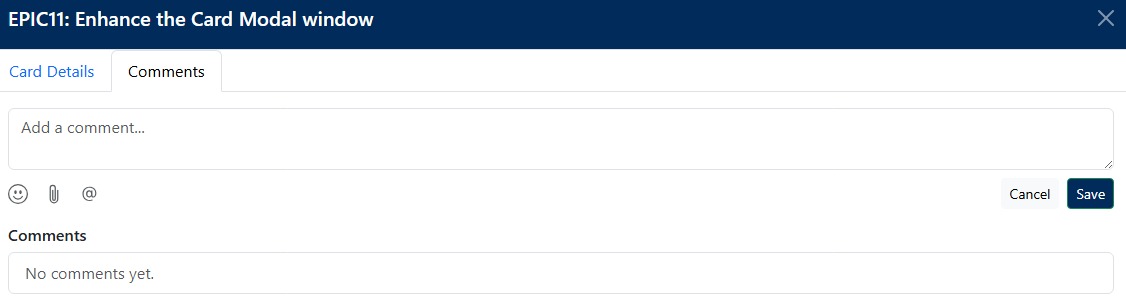 EPIC11: Enhance the Card Modal window
Card Details
Comments
Add a comment...
@
Cancel
Save
Comments
No comments yet.